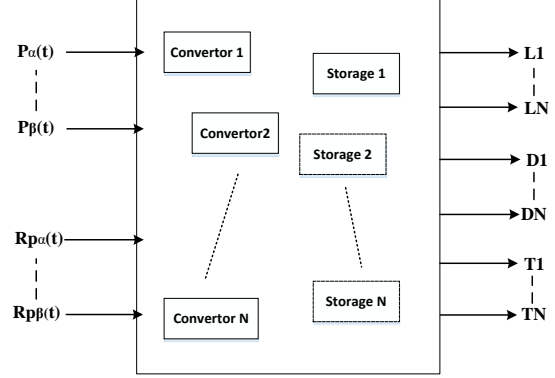 Pα(t)
Pβ(t)
Rpα(t)
Rpβ(t)
Convertor 1
Convertor2
Convertor N
Storage 1
Storage 2
Storage N
L1
LN
D1
DN
T1
TN